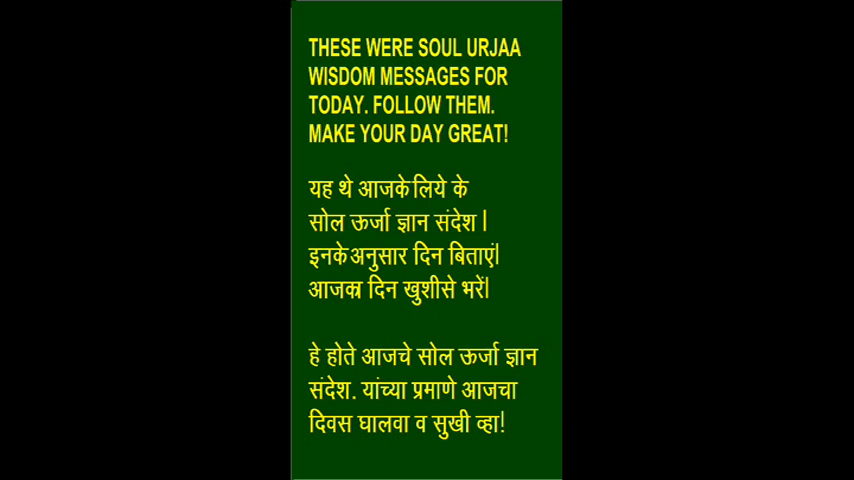 THESE WERE SOUL URJAA
WISDOM MESSAGES FOR
TODAY. FOLLOW THEM.
MAKE YOUR DAY GREAT!
यह थे आजके लिये के
सोल ऊर्जा ज्ञान संदेश |
इनके अनुसार दिन बिताएं|
आजका दिन खुशीसे भरें|
हे होते आजचे सोल ऊर्जा ज्ञान
संदेश. यांच्या प्रमाणे आजचा
दिवस घालवा व सुखी व्हा!